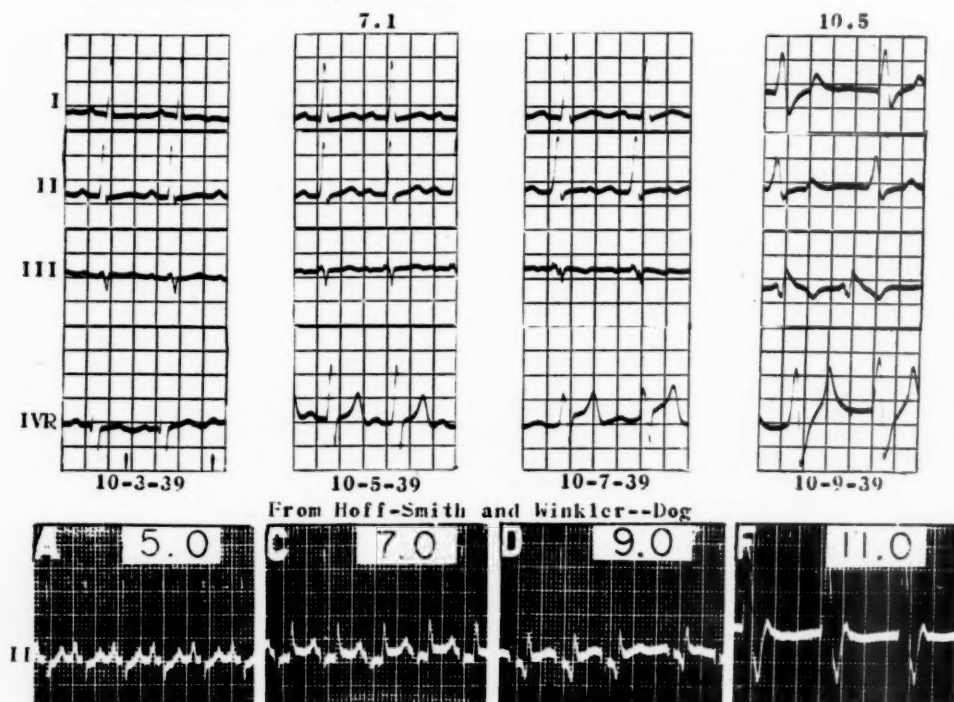 7.1 10.5
I
II
III
IVR
10-3-39 10-5-39 10-7-39 10-9-39
From Hoff-Smith and Winkler--Dog
A 5.0 C 7.0 D 9.0 11.0
II